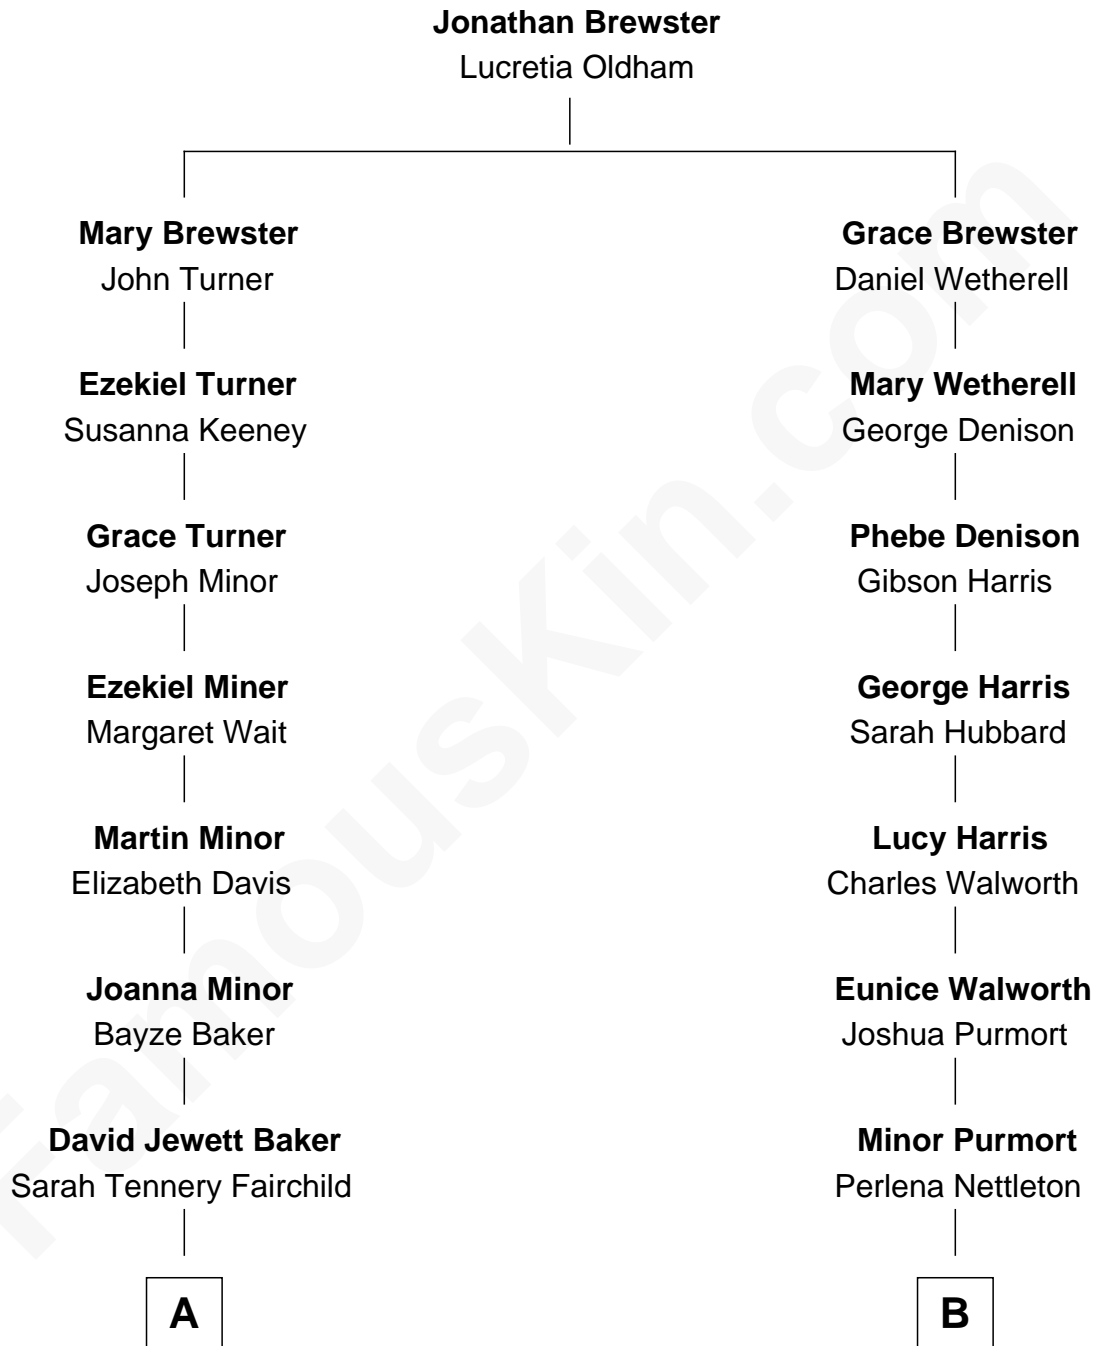 Jonathan Brewster
Lucretia Oldham
Mary Brewster
John Turner
Grace Brewster
Daniel Wetherell
Ezekiel Turner
Susanna Keeney
Mary Wetherell
George Denison
Grace Turner
Joseph Minor
Phebe Denison
Gibson Harris
Ezekiel Miner
Margaret Wait
George Harris
Sarah Hubbard
Martin Minor
Elizabeth Davis
Lucy Harris
Charles Walworth
Joanna Minor
Bayze Baker
Eunice Walworth
Joshua Purmort
David Jewett Baker
Sarah Tennery Fairchild
Minor Purmort
Perlena Nettleton
A
B
FamousKin.com